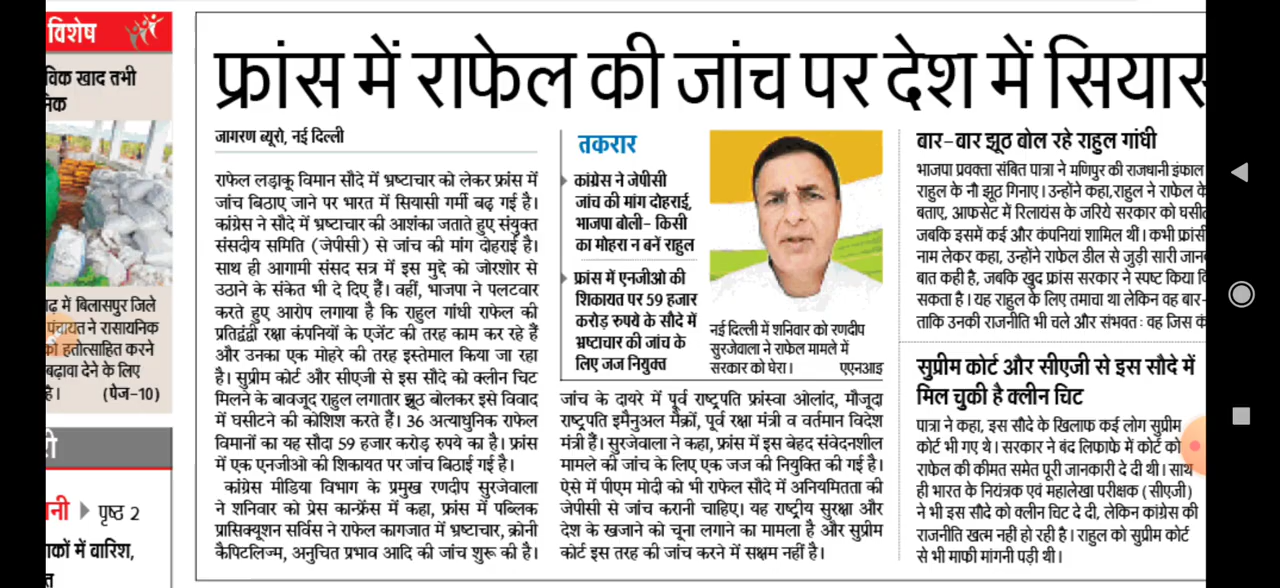 विशेष
विक खाद तभी
ढ़ में बिलासपुर जिले
पंचायत ने रासायनिक
हतोत्साहित करने
बढ़ावा देने के लिए
है। (पेज-10)
पृष्ठ 2
में वारिश,
फ्रांस में राफेल की जांच पर देश में सियास
जागरण ब्यूरो, नई दिल्ली
राफेल लड़ाकू विमान सौदे में भ्रष्टाचार को लेकर फ्रांस में
जांच बिठाए जाने पर भारत में सियासी गर्मी बढ़ गई है।
कांग्रेस ने सौदे में भ्रष्टाचार की आशंका जताते हुए संयुक्त
संसदीय समिति (जेपीसी) से जांच की मांग दोहराई है।
साथ ही आगामी संसद सत्र में इस मुद्दे को जोरशोर से
उठाने के संकेत भी दे दिए हैं। वहीं, भाजपा ने पलटवार
करते हुए आरोप लगाया है कि राहुल गांधी राफेल की
प्रतिद्वंद्वी रक्षा कंपनियों के एजेंट की तरह काम कर रहे हैं
और उनका एक मोहरे की तरह इस्तेमाल किया जा रहा
है। सुप्रीम कोर्ट और सीएजी से इस सौदे को क्लीन चिट
मिलने के बावजूद राहुल लगातार झूठ बोलकर इसे विवाद
में घसीटने की कोशिश करते हैं। 36 अत्याधुनिक राफेल
विमानों का यह सौदा 59 हजार करोड़ रुपये का है। फ्रांस
में एक एनजीओ की शिकायत पर जांच बिठाई गई है।
कांग्रेस मीडिया विभाग के प्रमुख रणदीप सुरजेवाला
ने शनिवार को प्रेस कान्फ्रेंस में कहा, फ्रांस में पब्लिक
प्रासिक्यूशन सर्विस ने राफेल कागजात में भ्रष्टाचार, क्रोनी
कैपिटलिज्म, अनुचित प्रभाव आदि की जांच शुरू की है।
तकरार
कांग्रेस ने जेपीसी
जांच की मांग दोहराई,
भाजपा बोली- किसी
का मोहरा न बनें राहुल
फ्रांस में एनजीओ की
शिकायत पर 59 हजार
करोड़ रुपये के सौदे में
भ्रष्टाचार की जांच के
लिए जज नियुक्त
नई दिल्ली में शनिवार को रणदीप
सुरजेवाला ने राफेल मामले में
सरकार को घेरा। एएनआइ
जांच के दायरे में पूर्व राष्ट्रपति फ्रांस्वा ओलांद, मौजूदा
राष्ट्रपति इमैनुअल मैक्रों, पूर्व रक्षा मंत्री व वर्तमान विदेश
मंत्री हैं। सुरजेवाला ने कहा, फ्रांस में इस बेहद संवेदनशील
मामले की जांच के लिए एक जज की नियुक्ति की गई है।
ऐसे में पीएम मोदी को भी राफेल सौदे में अनियमितता की
जेपीसी से जांच करानी चाहिए। यह राष्ट्रीय सुरक्षा और
देश के खजाने को चूना लगाने का मामला है और सुप्रीम
कोर्ट इस तरह की जांच करने में सक्षम नहीं है।
वार-वार झूठ बोल रहे राहुल गांधी
भाजपा प्रवक्ता संबित पात्रा ने मणिपुर की राजधानी इंफाल
राहुल के नौ झूठ गिनाए। उन्होंने कहा,राहुल ने राफेल के
बताए, आफसेट में रिलायंस के जरिये सरकार को घसीट
जबकि इसमें कई और कंपनियां शामिल थी। कभी फ्रांसी
नाम लेकर कहा, उन्होंने राफेल डील से जुड़ी सारी जान
बात कही है, जबकि खुद फ्रांस सरकार ने स्पष्ट किया
सकता है। यह राहुल के लिए तमाचा था लेकिन वह बार-
ताकि उनकी राजनीति भी चले और संभवत: वह जिस
सुप्रीम कोर्ट और सीएजी से इस सौदे में
मिल चुकी है क्लीन चिट
पात्रा ने कहा, इस सौदे के खिलाफ कई लोग सुप्रीम
कोर्ट भी गए थे। सरकार ने बंद लिफाफे में कोर्ट को
राफेल की कीमत समेत पूरी जानकारी दे दी थी। साथ
ही भारत के नियंत्रक एवं महालेखा परीक्षक (सीएजी)
ने भी इस सौदे को क्लीन चिट दे दी, लेकिन कांग्रेस की
राजनीति खत्म नहीं हो रही है। राहुल को सुप्रीम कोर्ट
से भी माफी मांगनी पड़ी थी।